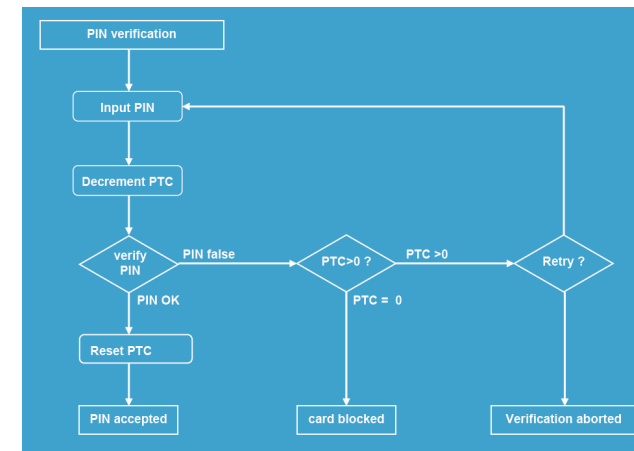 PIN verification
Input PIN
Decrement PTC
verify
PIN
PIN false
PTC>0 ?
PTC >0
Retry ?
PIN OK
PTC = 0
Reset PTC
PIN accepted
card blocked
Verification aborted